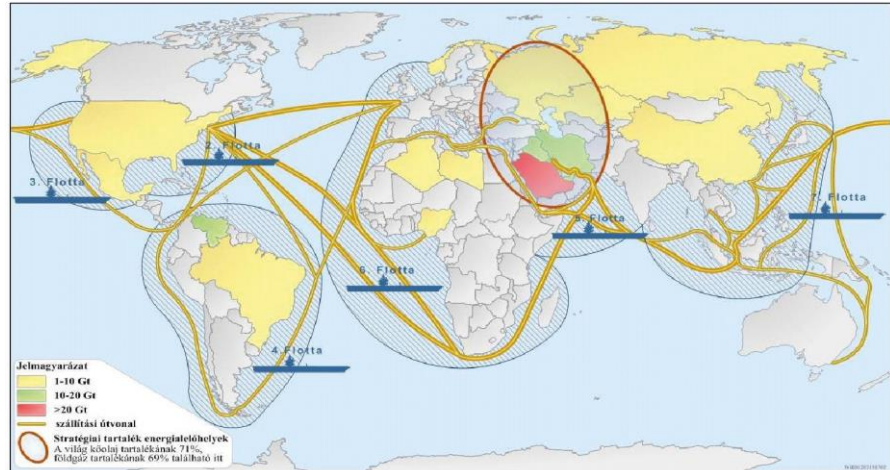 2. Flotta
3. Flotta
7. Flotta
5. Flotta
6. Flotta
4. Flotta
Jelmagyarázat
1-10 Gt
10-20 Gt
>20 Gt
szállítási útvonal
Stratégiai tartalék energialelőhelyek
A világ kőolaj tartalékának 71%,
földgáz tartalékának 69% található itt